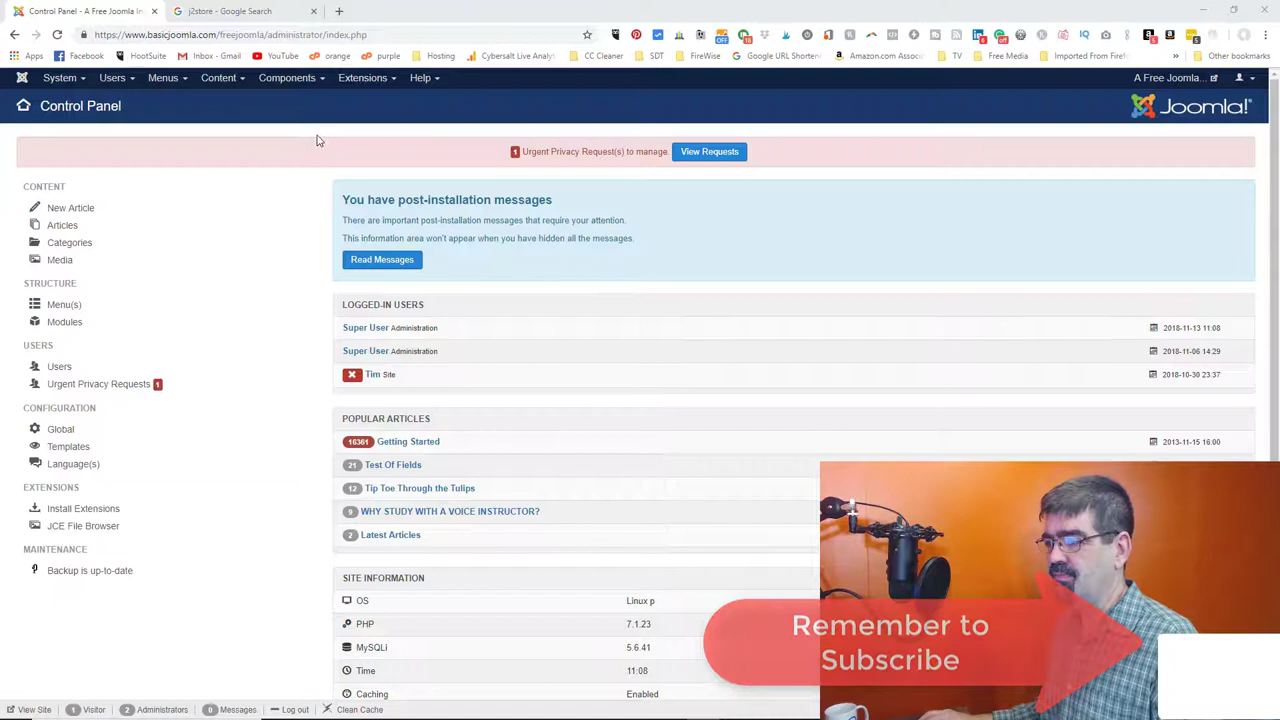 Control Panel - A Free Joomla In
j2store - Google Search
https://www.basicjoomla.com/freejoomla/administrator/index.php
Apps
Facebook
HootSuite
Inbox - Gmail
YouTube
orange
purple
Hosting
Cybersalt Live Analy
CC Cleaner
SDT
FireWise
Google URL Shorten
Amazon.com Associ
TV
Free Media
Imported From Firef
»
Other bookmarks
System
Users
Menus
Content
Components
Extensions
Help
A Free Joomla...
Control Panel
Joomla!
1 Urgent Privacy Request(s) to manage. View Requests
CONTENT
New Article
Articles
Categories
Media
STRUCTURE
Menu(s)
Modules
USERS
Users
Urgent Privacy Requests 1
CONFIGURATION
Global
Templates
Language(s)
EXTENSIONS
Install Extensions
JCE File Browser
MAINTENANCE
Backup is up-to-date
You have post-installation messages
There are important post-installation messages that require your attention.
This information area won't appear when you have hidden all the messages.
Read Messages
LOGGED-IN USERS
Super User Administration 2018-11-13 11:08
Super User Administration 2018-11-06 14:29
Tim Site 2018-10-30 23:37
POPULAR ARTICLES
16361 Getting Started 2013-11-15 16:00
21 Test Of Fields
12 Tip Toe Through the Tulips
9 WHY STUDY WITH A VOICE INSTRUCTOR?
2 Latest Articles
SITE INFORMATION
OS Linux p
PHP 7.1.23
MySQLi 5.6.41
Time 11:08
Caching Enabled
Remember to
Subscribe
View Site
1 Visitor
2 Administrators
0 Messages
Log out
Clean Cache